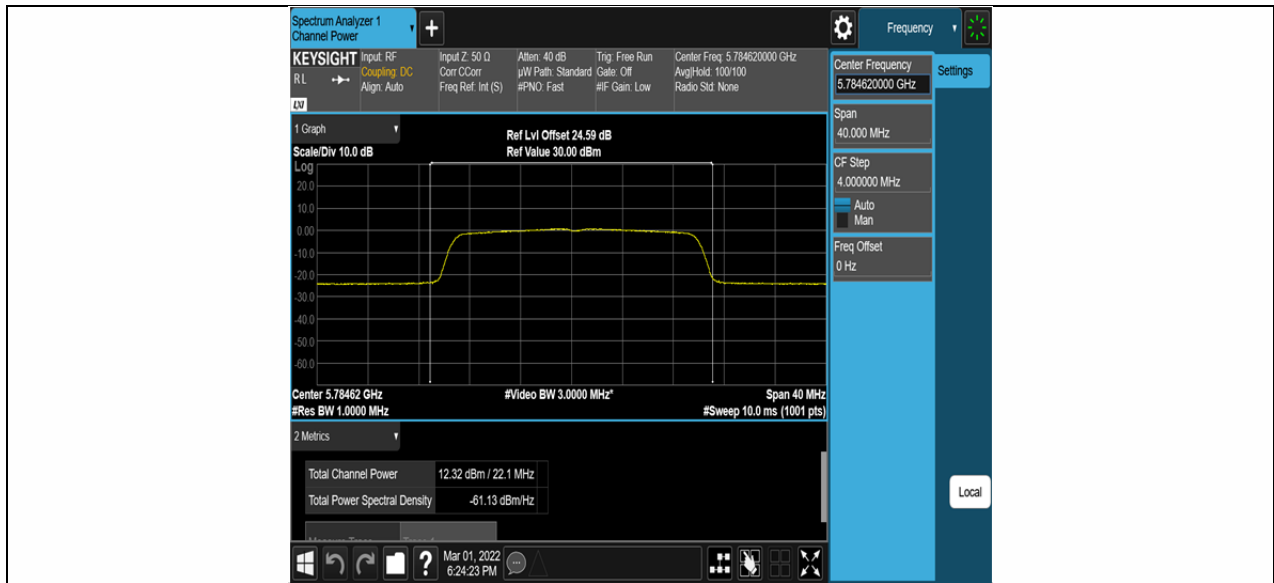 Spectrum Analyzer 1
Channel Power
+
Frequency
KEYSIGHT
RL
LXI
Input: RF
Coupling: DC
Align: Auto
Input Z: 50 Ω
Corr CCorr
Freq Ref: Int (S)
Atten: 40 dB
µW Path: Standard
#PNO: Fast
Trig: Free Run
Gate: Off
#IF Gain: Low
Center Freq: 5.784620000 GHz
Avg|Hold: 100/100
Radio Std: None
Center Frequency
5.784620000 GHz
Settings
Span
40.000 MHz
CF Step
4.000000 MHz
Auto
Man
Freq Offset
0 Hz
Local
1 Graph
Scale/Div 10.0 dB
Ref Lvl Offset 24.59 dB
Ref Value 30.00 dBm
Log
20.0
10.0
0.00
-10.0
-20.0
-30.0
-40.0
-50.0
-60.0
Center 5.78462 GHz
#Video BW 3.0000 MHz*
Span 40 MHz
#Res BW 1.0000 MHz
#Sweep 10.0 ms (1001 pts)
2 Metrics
Total Channel Power 12.32 dBm / 22.1 MHz
Total Power Spectral Density -61.13 dBm/Hz
?
Mar 01, 2022
6:24:23 PM